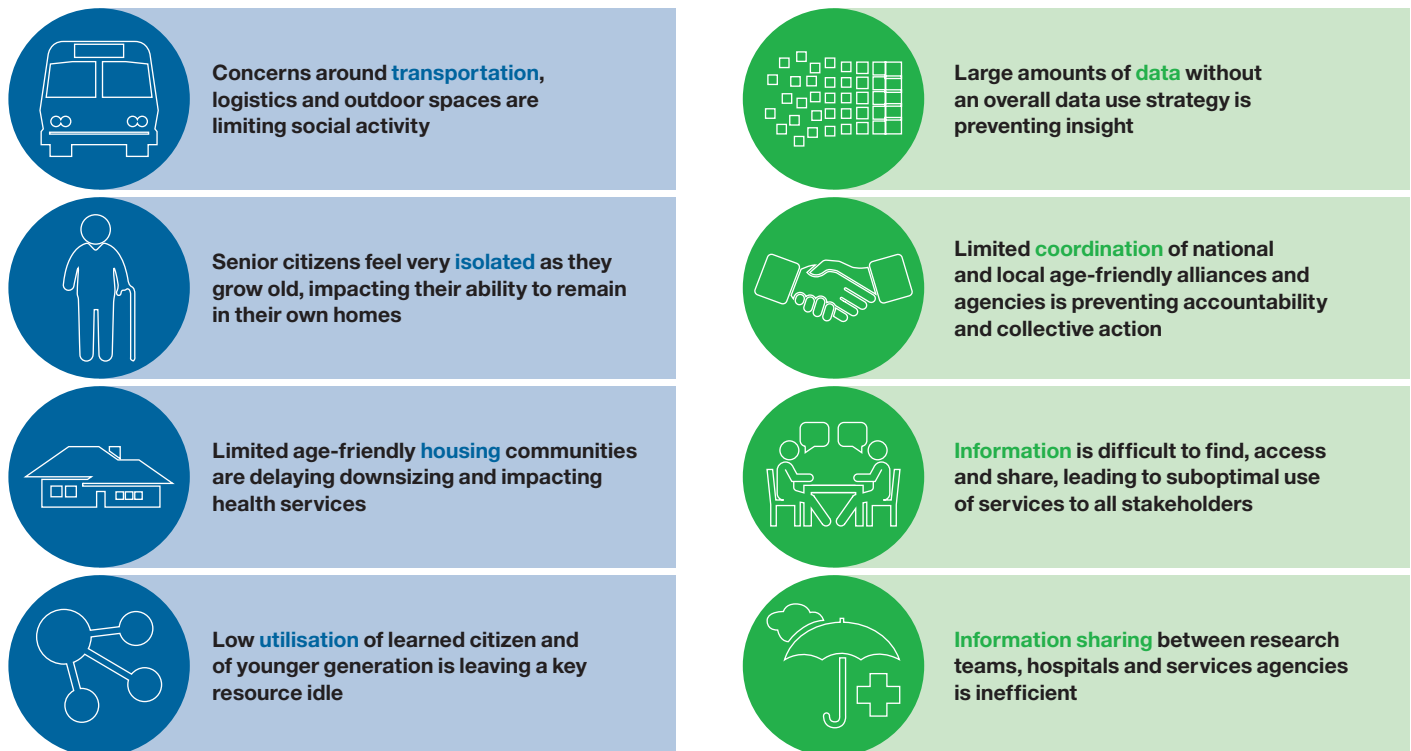 Concerns around transportation,
logistics and outdoor spaces are
limiting social activity
Senior citizens feel very isolated as they
grow old, impacting their ability to remain
in their own homes
Limited age-friendly housing communities
are delaying downsizing and impacting
health services
Low utilisation of learned citizen and
of younger generation is leaving a key
resource idle
Large amounts of data without
an overall data use strategy is
preventing insight
Limited coordination of national
and local age-friendly alliances and
agencies is preventing accountability
and collective action
Information is difficult to find, access
and share, leading to suboptimal use
of services to all stakeholders
Information sharing between research
teams, hospitals and services agencies
is inefficient